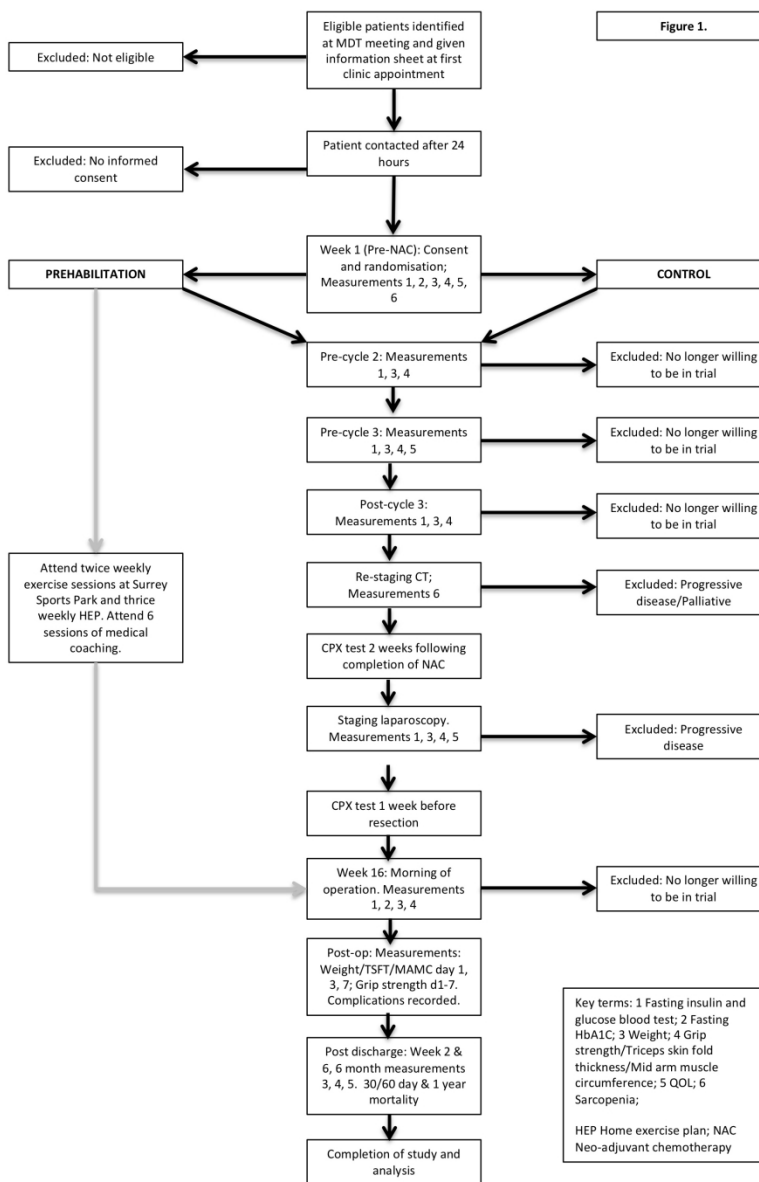 Eligible patients identified
at MDT meeting and given
information sheet at first
clinic appointment
Figure 1.
Excluded: Not eligible
Patient contacted after 24
hours
Excluded: No informed
consent
Week 1 (Pre-NAC): Consent
and randomisation;
Measurements 1, 2, 3, 4, 5,
6
PREHABILITATION
CONTROL
Pre-cycle 2: Measurements
1, 3, 4
Excluded: No longer willing
to be in trial
Pre-cycle 3: Measurements
1, 3, 4, 5
Excluded: No longer willing
to be in trial
Post-cycle 3:
Measurements 1, 3, 4
Excluded: No longer willing
to be in trial
Attend twice weekly
exercise sessions at Surrey
Sports Park and thrice
weekly HEP. Attend 6
sessions of medical
coaching.
Re-staging CT;
Measurements 6
Excluded: Progressive
disease/Palliative
CPX test 2 weeks following
completion of NAC
Staging laparoscopy.
Measurements 1, 3, 4, 5
Excluded: Progressive
disease
CPX test 1 week before
resection
Week 16: Morning of
operation. Measurements
1, 2, 3, 4
Excluded: No longer willing
to be in trial
Post-op: Measurements:
Weight/TSFT/MAMC day 1,
3, 7; Grip strength d1-7.
Complications recorded.
Post discharge: Week 2 &
6, 6 month measurements
3, 4, 5.  30/60 day & 1 year
mortality
Completion of study and
analysis
Key terms: 1 Fasting insulin and
glucose blood test; 2 Fasting
HbA1C; 3 Weight; 4 Grip
strength/Triceps skin fold
thickness/Mid arm muscle
circumference; 5 QOL; 6
Sarcopenia;
HEP Home exercise plan; NAC
Neo-adjuvant chemotherapy